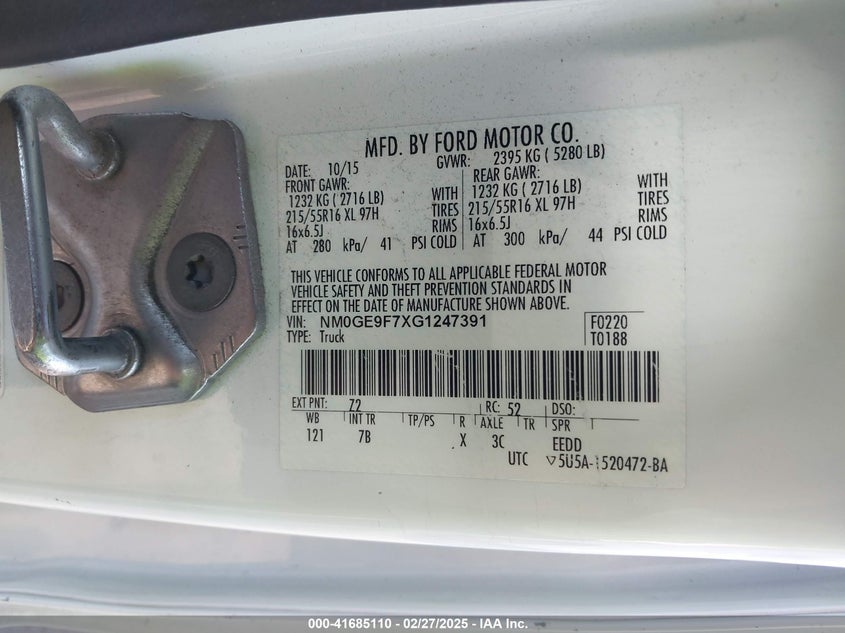 MFD. BY FORD MOTOR CO.
DATE: 10/15 GVWR: 2395 KG ( 5280 LB)
FRONT GAWR: REAR GAWR:
1232 KG ( 2716 LB) WITH 1232 KG ( 2716 LB) WITH
215/55R16 XL 97H TIRES 215/55R16 XL 97H TIRES
16x6.5J RIMS 16x6.5J RIMS
AT 280 kPa/ 41 PSI COLD AT 300 kPa/ 44 PSI COLD
THIS VEHICLE CONFORMS TO ALL APPLICABLE FEDERAL MOTOR
VEHICLE SAFETY AND THEFT PREVENTION STANDARDS IN
EFFECT ON THE DATE OF MANUFACTURE SHOWN ABOVE.
VIN: NM0GE9F7XG1247391 F0220
TYPE: Truck T0188
EXT PNT: Z2 RC: 52 DSO:
WB INT TR TP/PS R AXLE TR SPR
121 7B X 3C EEDD
UTC 5U5A-1520472-BA
000-41685110 - 02/27/2025 - IAA Inc.